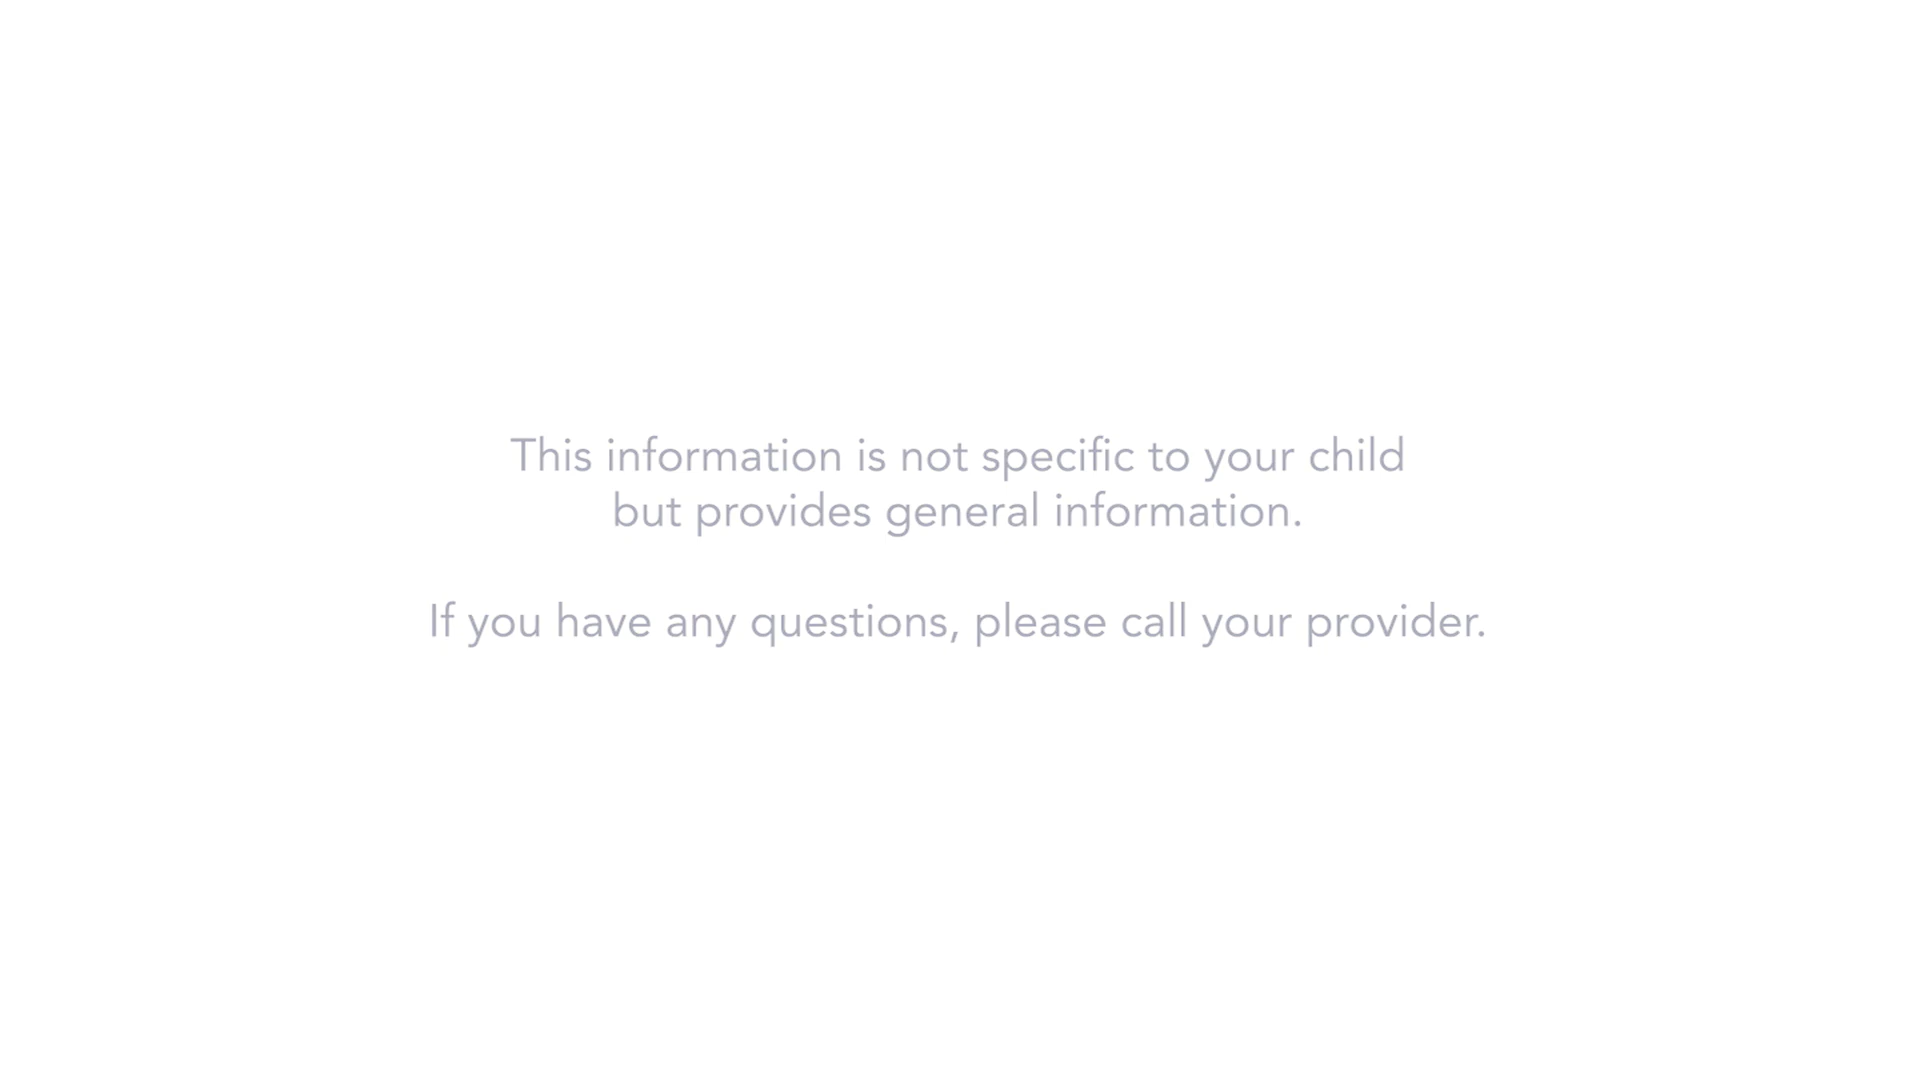 This information is not specific to your child
but provides general information.
If you have any questions, please call your provider.